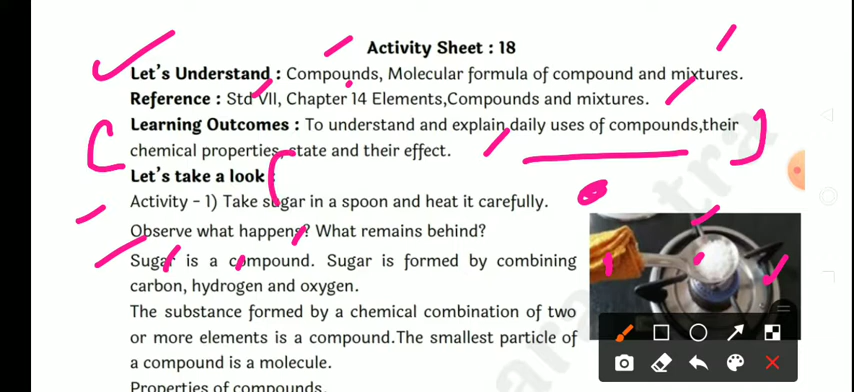 Activity Sheet : 18
Let's Understand : Compounds, Molecular formula of compound and mixtures.
Reference : Std VII, Chapter 14 Elements,Compounds and mixtures.
Learning Outcomes : To understand and explain daily uses of compounds,their
chemical properties, state and their effect.
Let's take a look :
Activity - 1) Take sugar in a spoon and heat it carefully.
Observe what happens? What remains behind?
Sugar is a compound. Sugar is formed by combining
carbon, hydrogen and oxygen.
The substance formed by a chemical combination of two
or more elements is a compound.The smallest particle of
a compound is a molecule.
Properties of compounds.